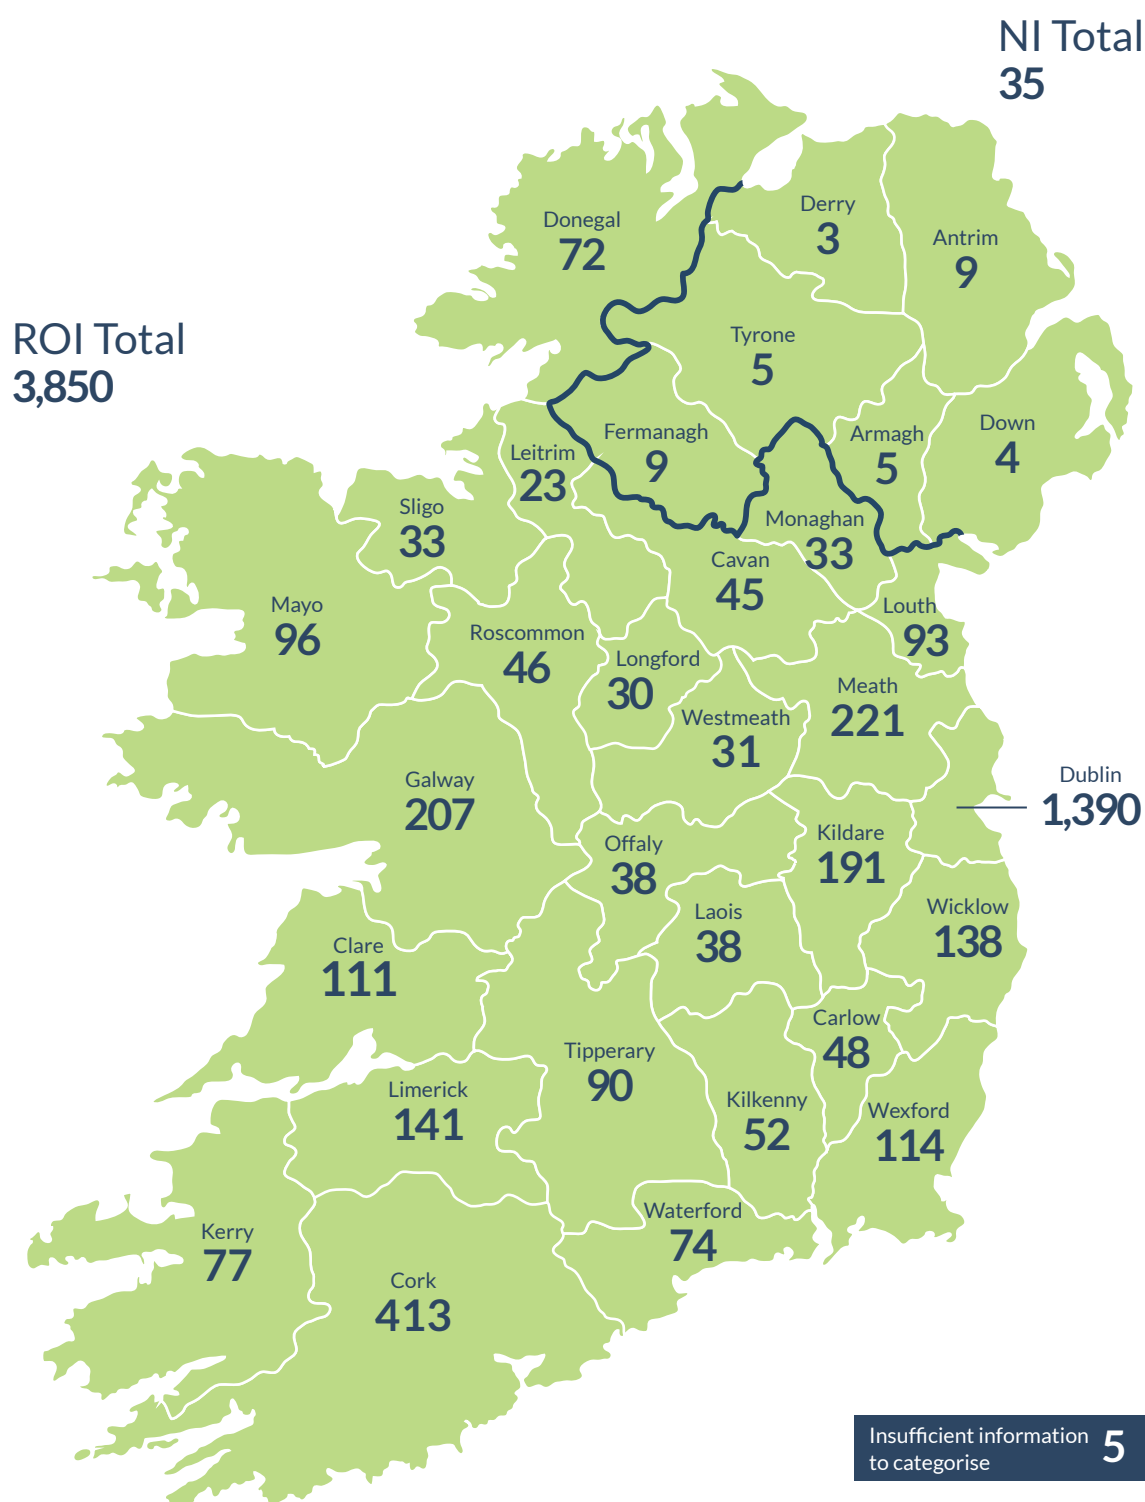 NI Total
35
Donegal
72
Derry
3
Antrim
9
ROI Total
3,850
Tyrone
5
Fermanagh
9
Armagh
5
Down
4
Leitrim
23
Sligo
33
Monaghan
33
Cavan
45
Mayo
96
Roscommon
46
Louth
93
Longford
30
Meath
221
Westmeath
31
Galway
207
Dublin
1,390
Offaly
38
Kildare
191
Laois
38
Wicklow
138
Clare
111
Carlow
48
Tipperary
90
Limerick
141
Kilkenny
52
Wexford
114
Waterford
74
Kerry
77
Cork
413
Insufficient information
to categorise
5